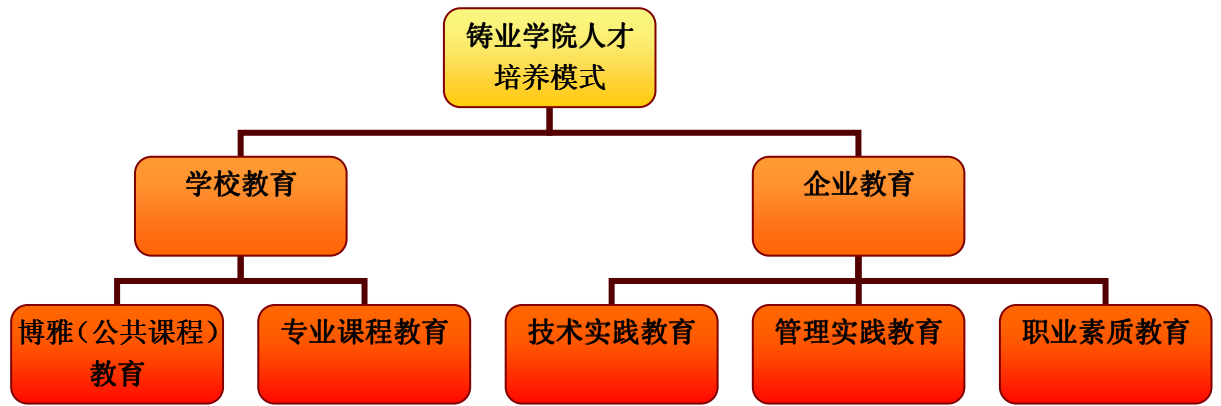 铸业学院人才
培养模式
学校教育
企业教育
博雅（公共课程）
教育
专业课程教育
技术实践教育
管理实践教育
职业素质教育